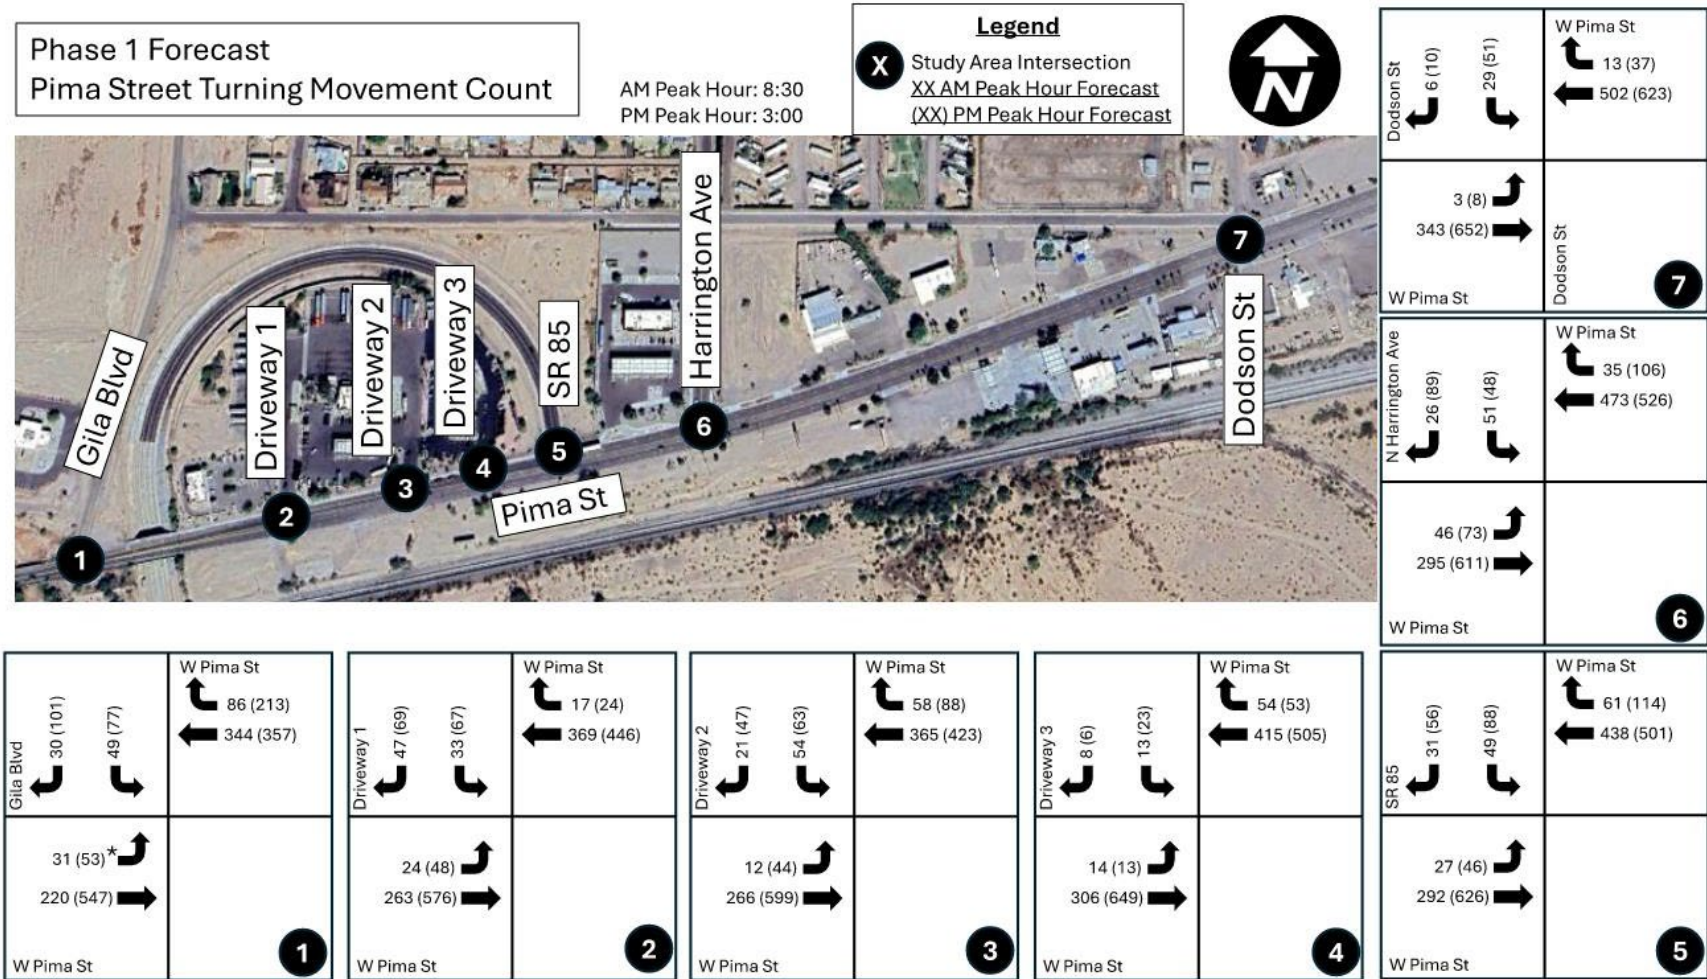 Phase 1 Forecast
Pima Street Turning Movement Count
AM Peak Hour: 8:30
PM Peak Hour: 3:00
Legend
X Study Area Intersection
XX AM Peak Hour Forecast
(XX) PM Peak Hour Forecast
N
Gila Blvd
Driveway 1
Driveway 2
Driveway 3
SR 85
Harrington Ave
Dodson St
Pima St
1
2
3
4
5
6
7
Dodson St
6 (10)
29 (51)
W Pima St
13 (37)
502 (623)
3 (8)
343 (652)
W Pima St
Dodson St
7
N Harrington Ave
26 (89)
51 (48)
W Pima St
35 (106)
473 (526)
46 (73)
295 (611)
W Pima St
6
Gila Blvd
30 (101)
49 (77)
W Pima St
86 (213)
344 (357)
31 (53)*
220 (547)
W Pima St
1
Driveway 1
47 (69)
33 (67)
W Pima St
17 (24)
369 (446)
24 (48)
263 (576)
W Pima St
2
Driveway 2
21 (47)
54 (63)
W Pima St
58 (88)
365 (423)
12 (44)
266 (599)
W Pima St
3
Driveway 3
8 (6)
13 (23)
W Pima St
54 (53)
415 (505)
14 (13)
306 (649)
W Pima St
4
SR 85
31 (56)
49 (88)
W Pima St
61 (114)
438 (501)
27 (46)
292 (626)
W Pima St
5